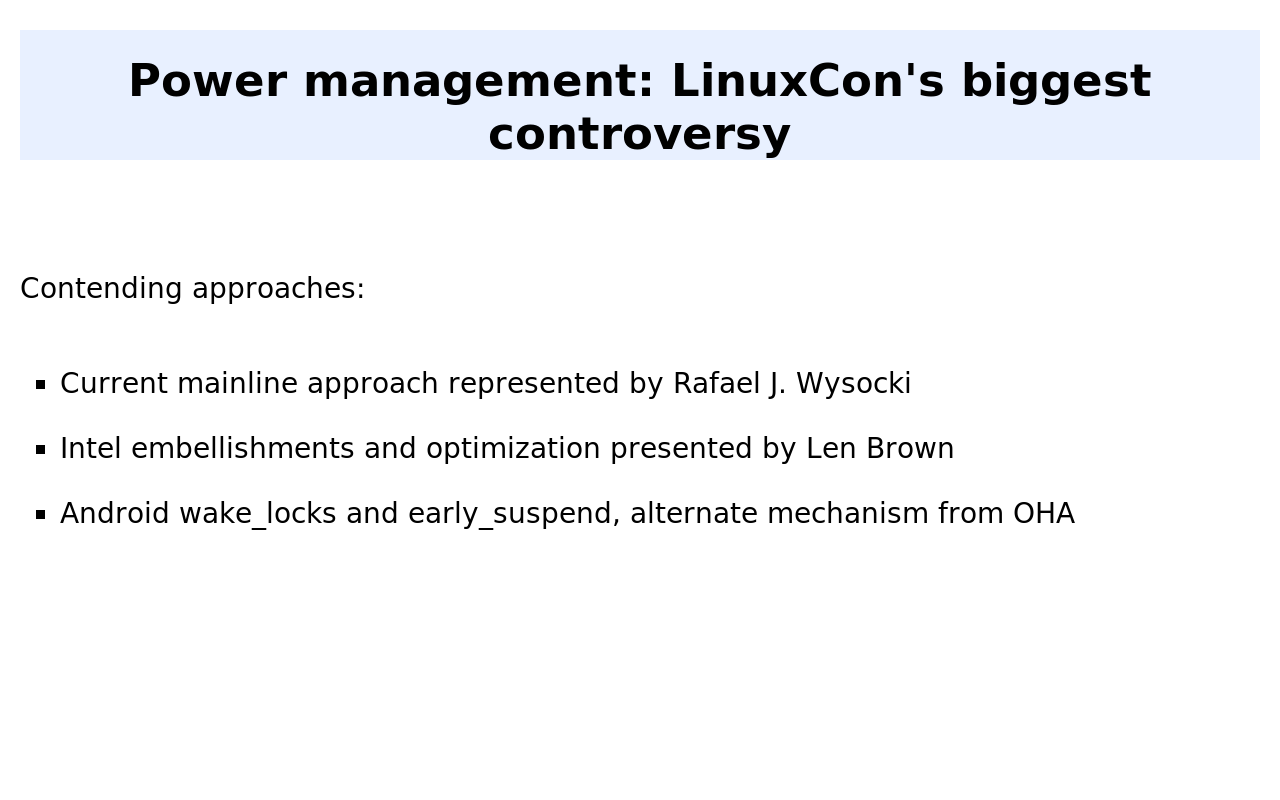 Power management: LinuxCon's biggest
controversy
Contending approaches:
Current mainline approach represented by Rafael J. Wysocki
Intel embellishments and optimization presented by Len Brown
Android wake_locks and early_suspend, alternate mechanism from OHA